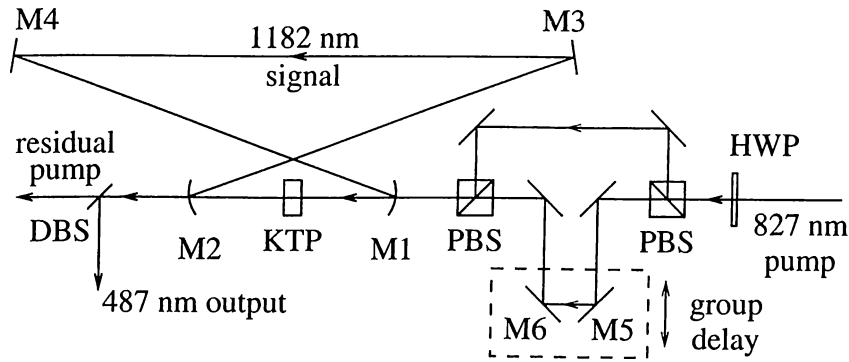 M4
1182 nm
signal
M3
residual
pump
DBS
M2
KTP
M1
PBS
PBS
HWP
827 nm
pump
487 nm output
M6
M5
group
delay